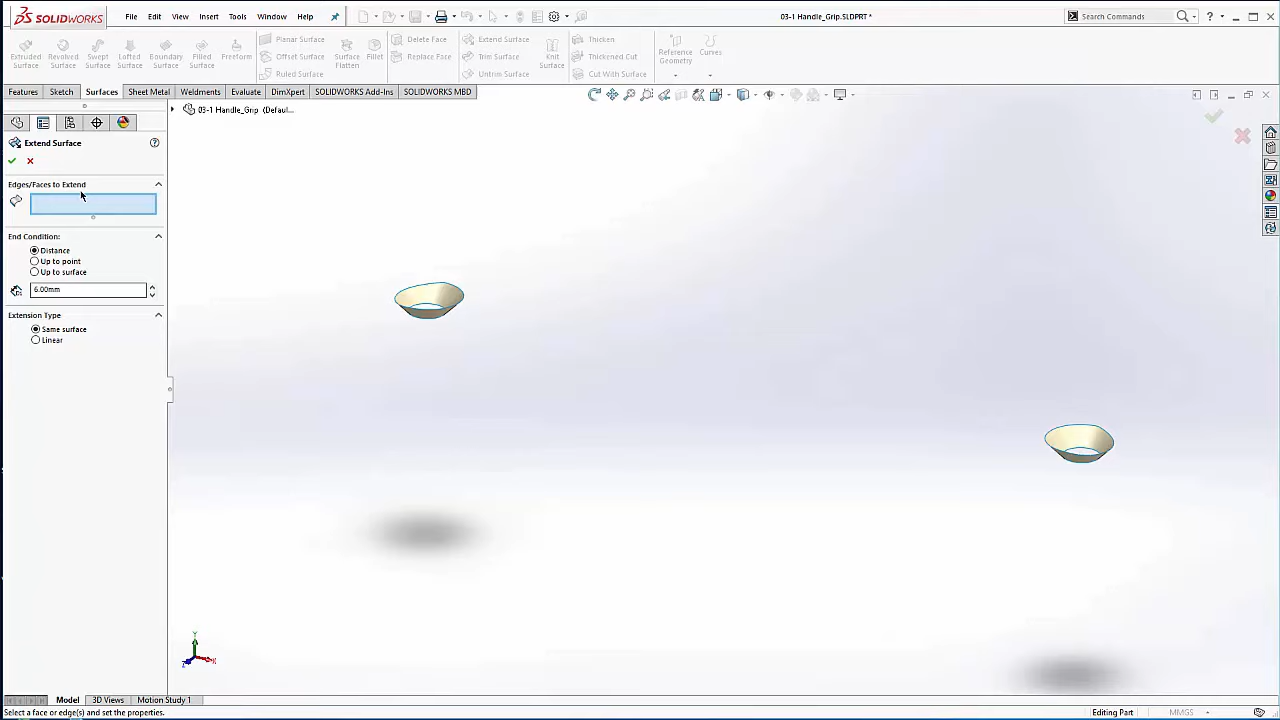 SOLIDWORKS File Edit View Insert Tools Window Help 03-1 Handle_Grip.SLDPRT * Search Commands ?
Extruded Surface Revolved Surface Swept Surface Lofted Surface Boundary Surface Filled Surface Freeform Planar Surface Offset Surface Ruled Surface Surface Flatten Fillet Delete Face Replace Face Extend Surface Trim Surface Untrim Surface Knit Surface Thicken Thickened Cut Cut With Surface Reference Geometry Curves
Features Sketch Surfaces Sheet Metal Weldments Evaluate DimXpert SOLIDWORKS Add-Ins SOLIDWORKS MBD
03-1 Handle_Grip (Defaul...
Extend Surface ?
Edges/Faces to Extend
End Condition:
Distance
Up to point
Up to surface
6.00mm
Extension Type
Same surface
Linear
Y
X
Z
Model 3D Views Motion Study 1
Select a face or edge(s) and set the properties. Editing Part MMGS